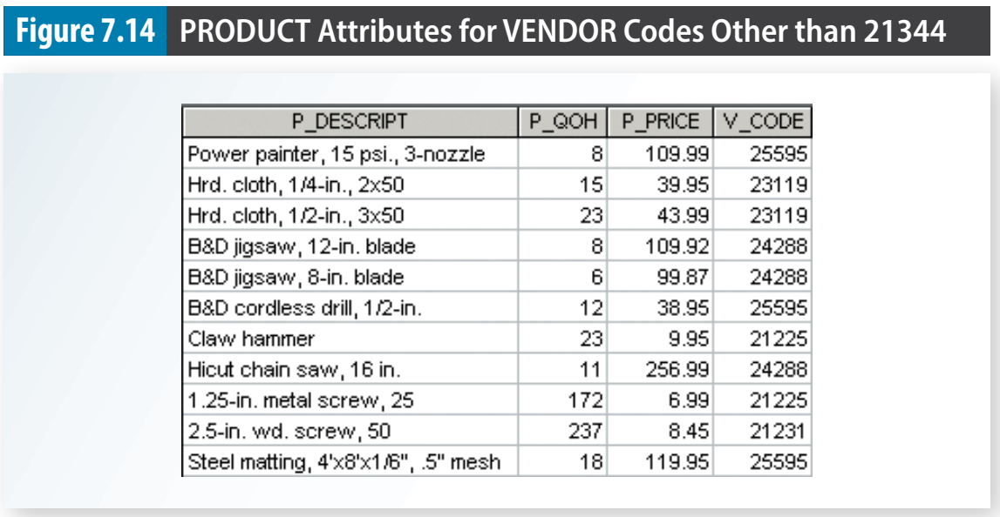 Figure 7.14 PRODUCT Attributes for VENDOR Codes Other than 21344
P_DESCRIPT P_QOH P_PRICE V_CODE
Power painter, 15 psi., 3-nozzle 8 109.99 25595
Hrd. cloth, 1/4-in., 2x50 15 39.95 23119
Hrd. cloth, 1/2-in., 3x50 23 43.99 23119
B&D jigsaw, 12-in. blade 8 109.92 24288
B&D jigsaw, 8-in. blade 6 99.87 24288
B&D cordless drill, 1/2-in. 12 38.95 25595
Claw hammer 23 9.95 21225
Hicut chain saw, 16 in. 11 256.99 24288
1.25-in. metal screw, 25 172 6.99 21225
2.5-in. wd. screw, 50 237 8.45 21231
Steel matting, 4'x8'x1/6", .5" mesh 18 119.95 25595